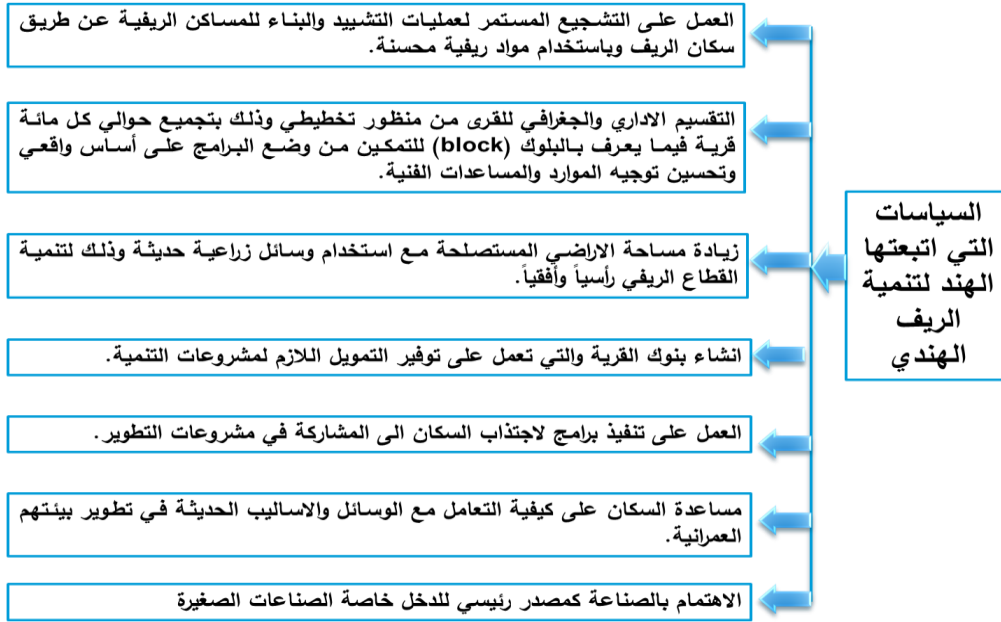 السياسات
التي اتبعتها
الهند لتنمية
الريف
الهندي
العمل على التشجيع المستمر لعمليات التشييد والبناء للمساكن الريفية عن طريق
سكان الريف وباستخدام مواد ريفية محسنة.
التقسيم الاداري والجغرافي للقرى من منظور تخطيطي وذلك بتجميع حوالي كل مائة
قرية فيما يعرف بالبلوك (block) للتمكين من وضع البرامج على أساس واقعي
وتحسين توجيه الموارد والمساعدات الفنية.
زيادة مساحة الاراضي المستصلحة مع استخدام وسائل زراعية حديثة وذلك لتنمية
القطاع الريفي رأسياً وأفقياً.
انشاء بنوك القرية والتي تعمل على توفير التمويل اللازم لمشروعات التنمية.
العمل على تنفيذ برامج لاجتذاب السكان الى المشاركة في مشروعات التطوير.
مساعدة السكان على كيفية التعامل مع الوسائل والاساليب الحديثة في تطوير بيئتهم
العمرانية.
الاهتمام بالصناعة كمصدر رئيسي للدخل خاصة الصناعات الصغيرة